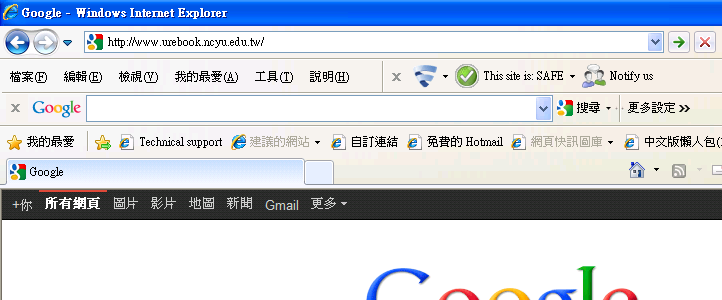 Google - Windows Internet Explorer
http://www.urebook.ncyu.edu.tw/
檔案(F) 編輯(E) 檢視(V) 我的最愛(A) 工具(T) 說明(H) This site is: SAFE Notify us
Google 搜尋 更多設定 »
我的最愛 Technical support 建議的網站 自訂連結 免費的 Hotmail 網頁快訊圖庫 中文版懶人包(
Google
+你 所有網頁 圖片 影片 地圖 新聞 Gmail 更多
Google